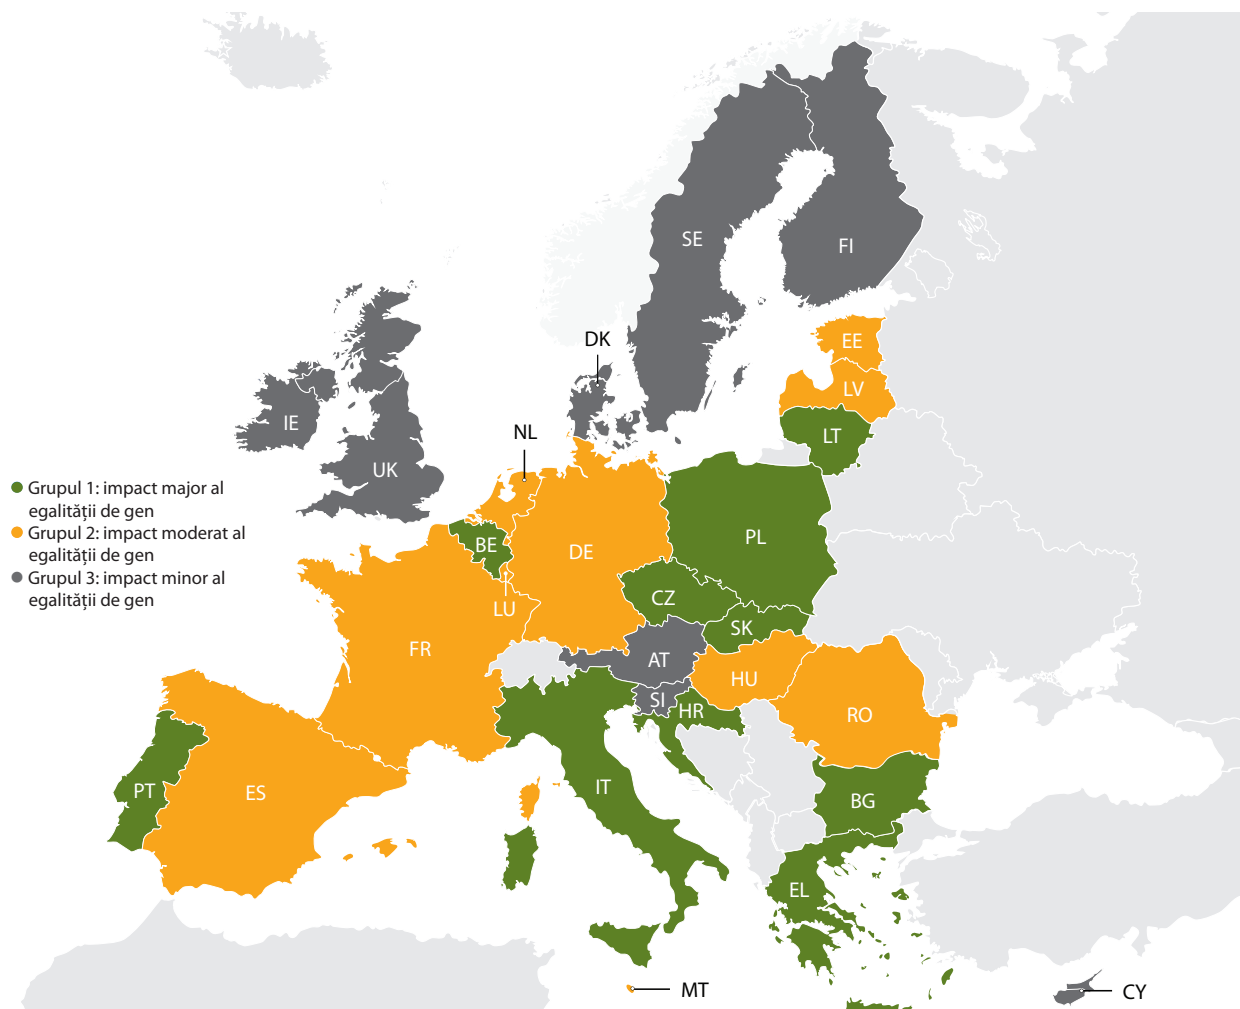 SE
FI
DK
EE
LV
LT
IE
NL
UK
Grupul 1: impact major al
egalității de gen
Grupul 2: impact moderat al
egalității de gen
Grupul 3: impact minor al
egalității de gen
BE
DE
PL
LU
CZ
SK
FR
AT
HU
SI
HR
RO
PT
ES
IT
BG
EL
MT
CY